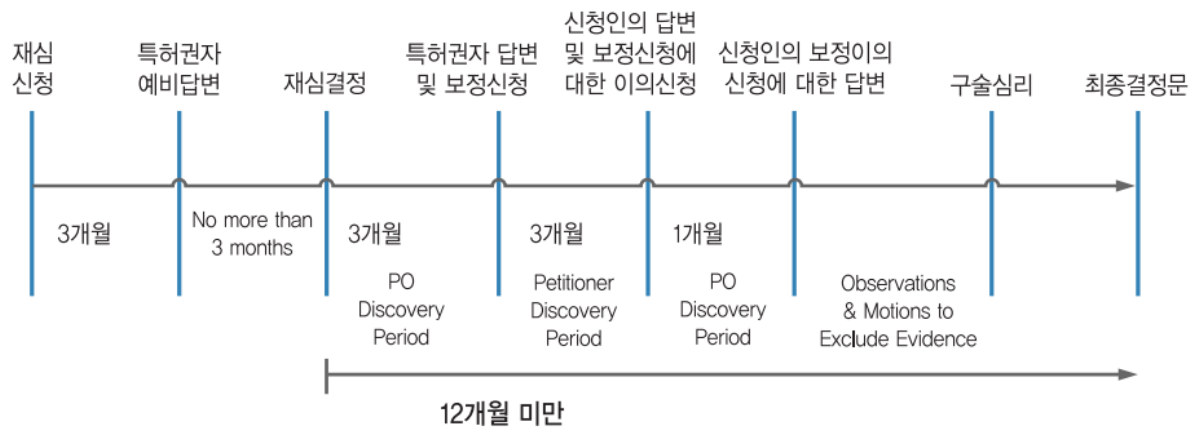 재심
신청
특허권자
예비답변
재심결정
특허권자 답변
및 보정신청
신청인의 답변
및 보정신청에
대한 이의신청
신청인의 보정이의
신청에 대한 답변
구술심리
최종결정문
3개월
No more than
3 months
3개월
3개월
1개월
PO
Discovery
Period
Petitioner
Discovery
Period
PO
Discovery
Period
Observations
& Motions to
Exclude Evidence
12개월 미만